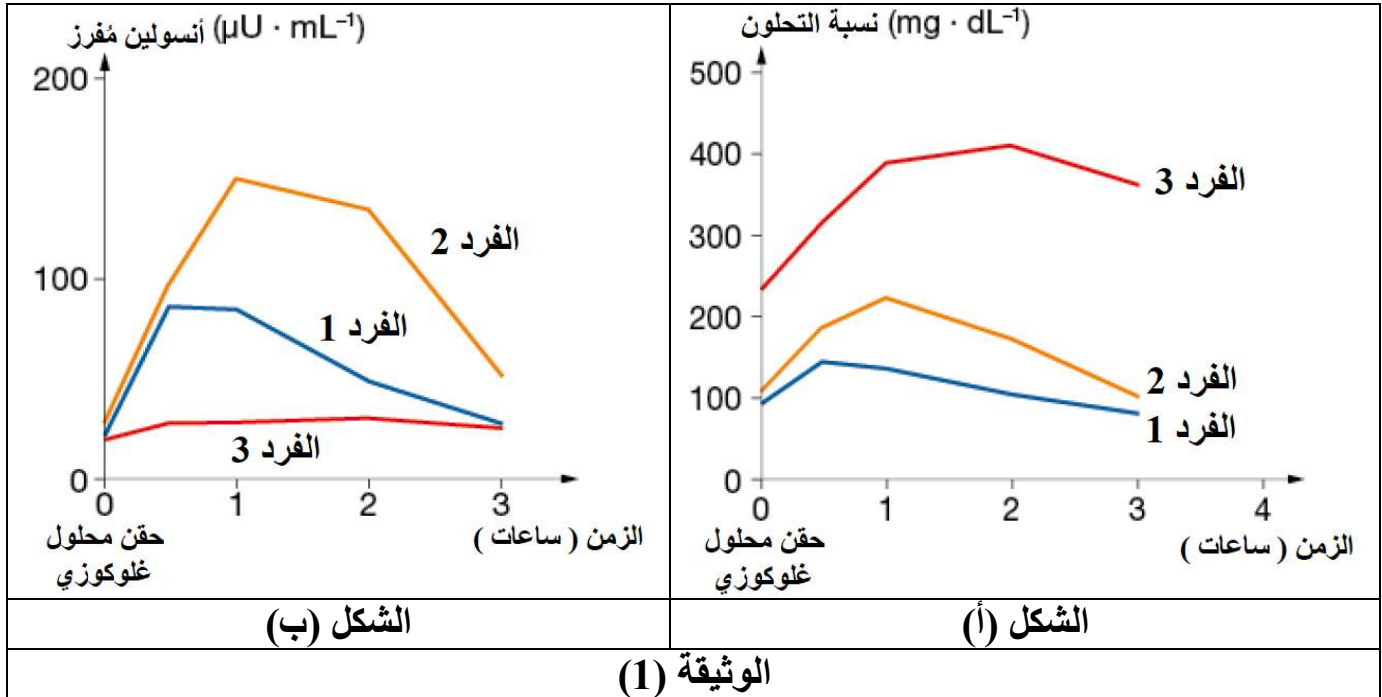 نسبة التحلون (mg · dL⁻¹)
500
400
300
200
100
0
0 1 2 3 4
الفرد 3
الفرد 2
الفرد 1
الزمن ( ساعات )
حقن محلول
غلوكوزي
الشكل (أ)
أنسولين مُفرز (µU · mL⁻¹)
200
100
0
0 1 2 3
الفرد 2
الفرد 1
الفرد 3
الزمن ( ساعات )
حقن محلول
غلوكوزي
الشكل (ب)
الوثيقة (1)